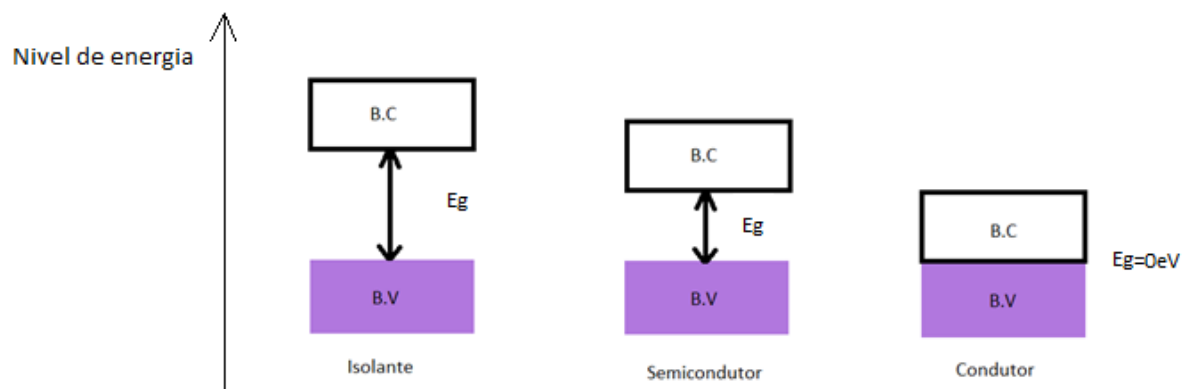 Nivel de energia
B.C
Eg
B.V
Isolante
B.C
Eg
B.V
Semicondutor
B.C
Eg=0eV
B.V
Condutor